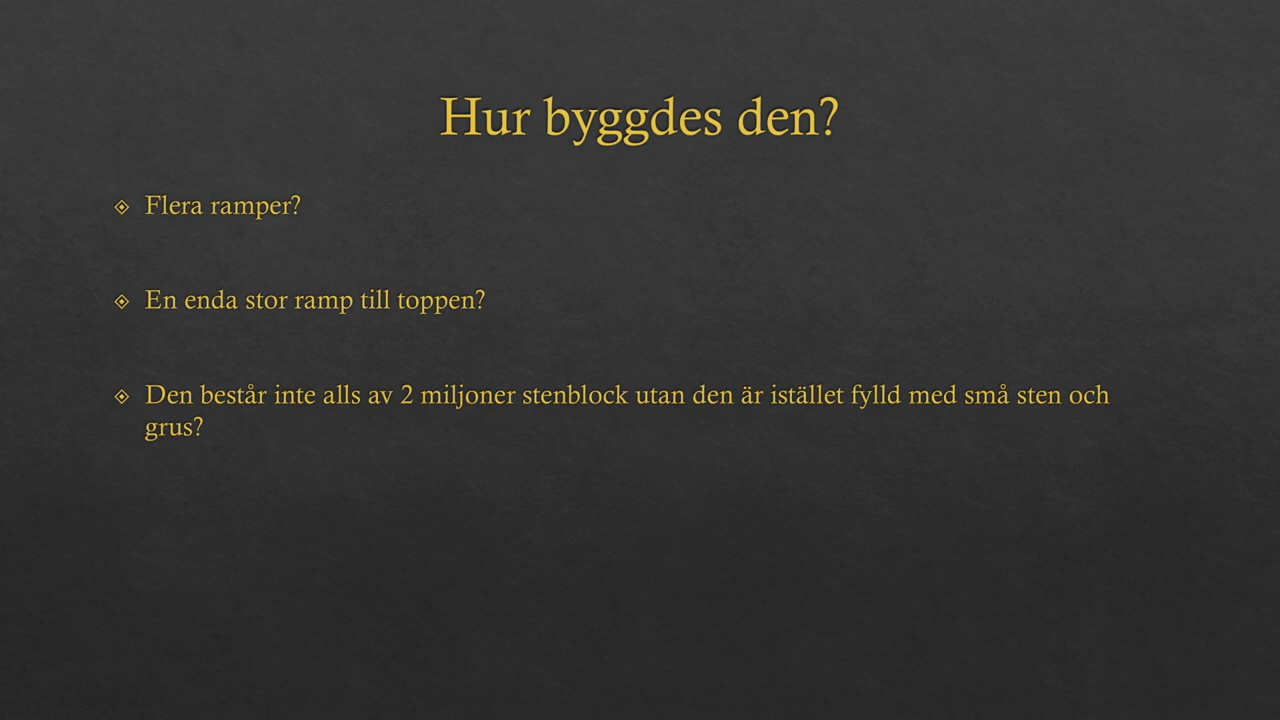 Hur byggdes den?
Flera ramper?
En enda stor ramp till toppen?
Den består inte alls av 2 miljoner stenblock utan den är istället fylld med små sten och
grus?